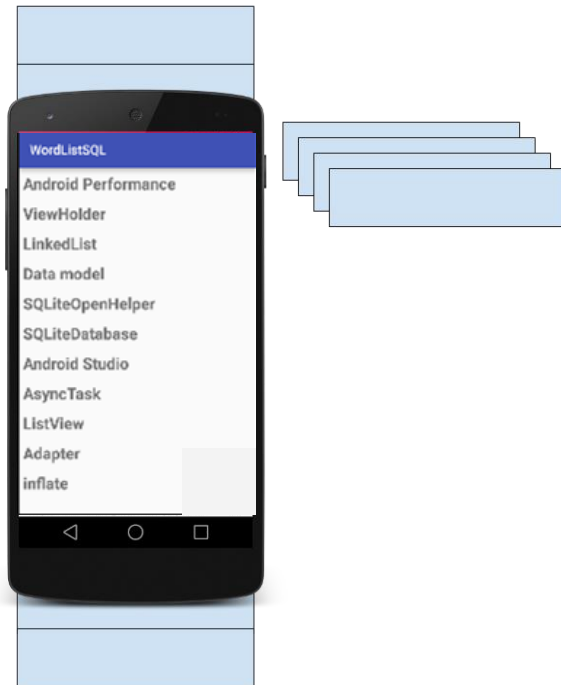 WordListSQL
Android Performance
ViewHolder
LinkedList
Data model
SQLiteOpenHelper
SQLiteDatabase
Android Studio
AsyncTask
ListView
Adapter
inflate